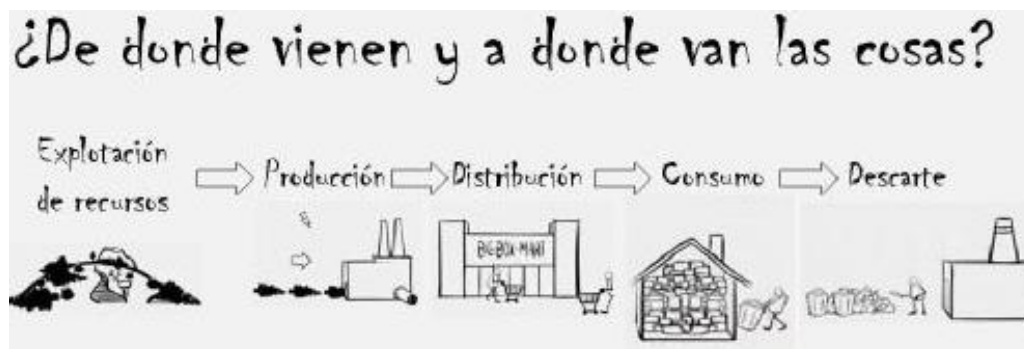 ¿De donde vienen y a donde van las cosas?
Explotación
de recursos
Producción
Distribución
Consumo
Descarte
BIG-BOX-MART